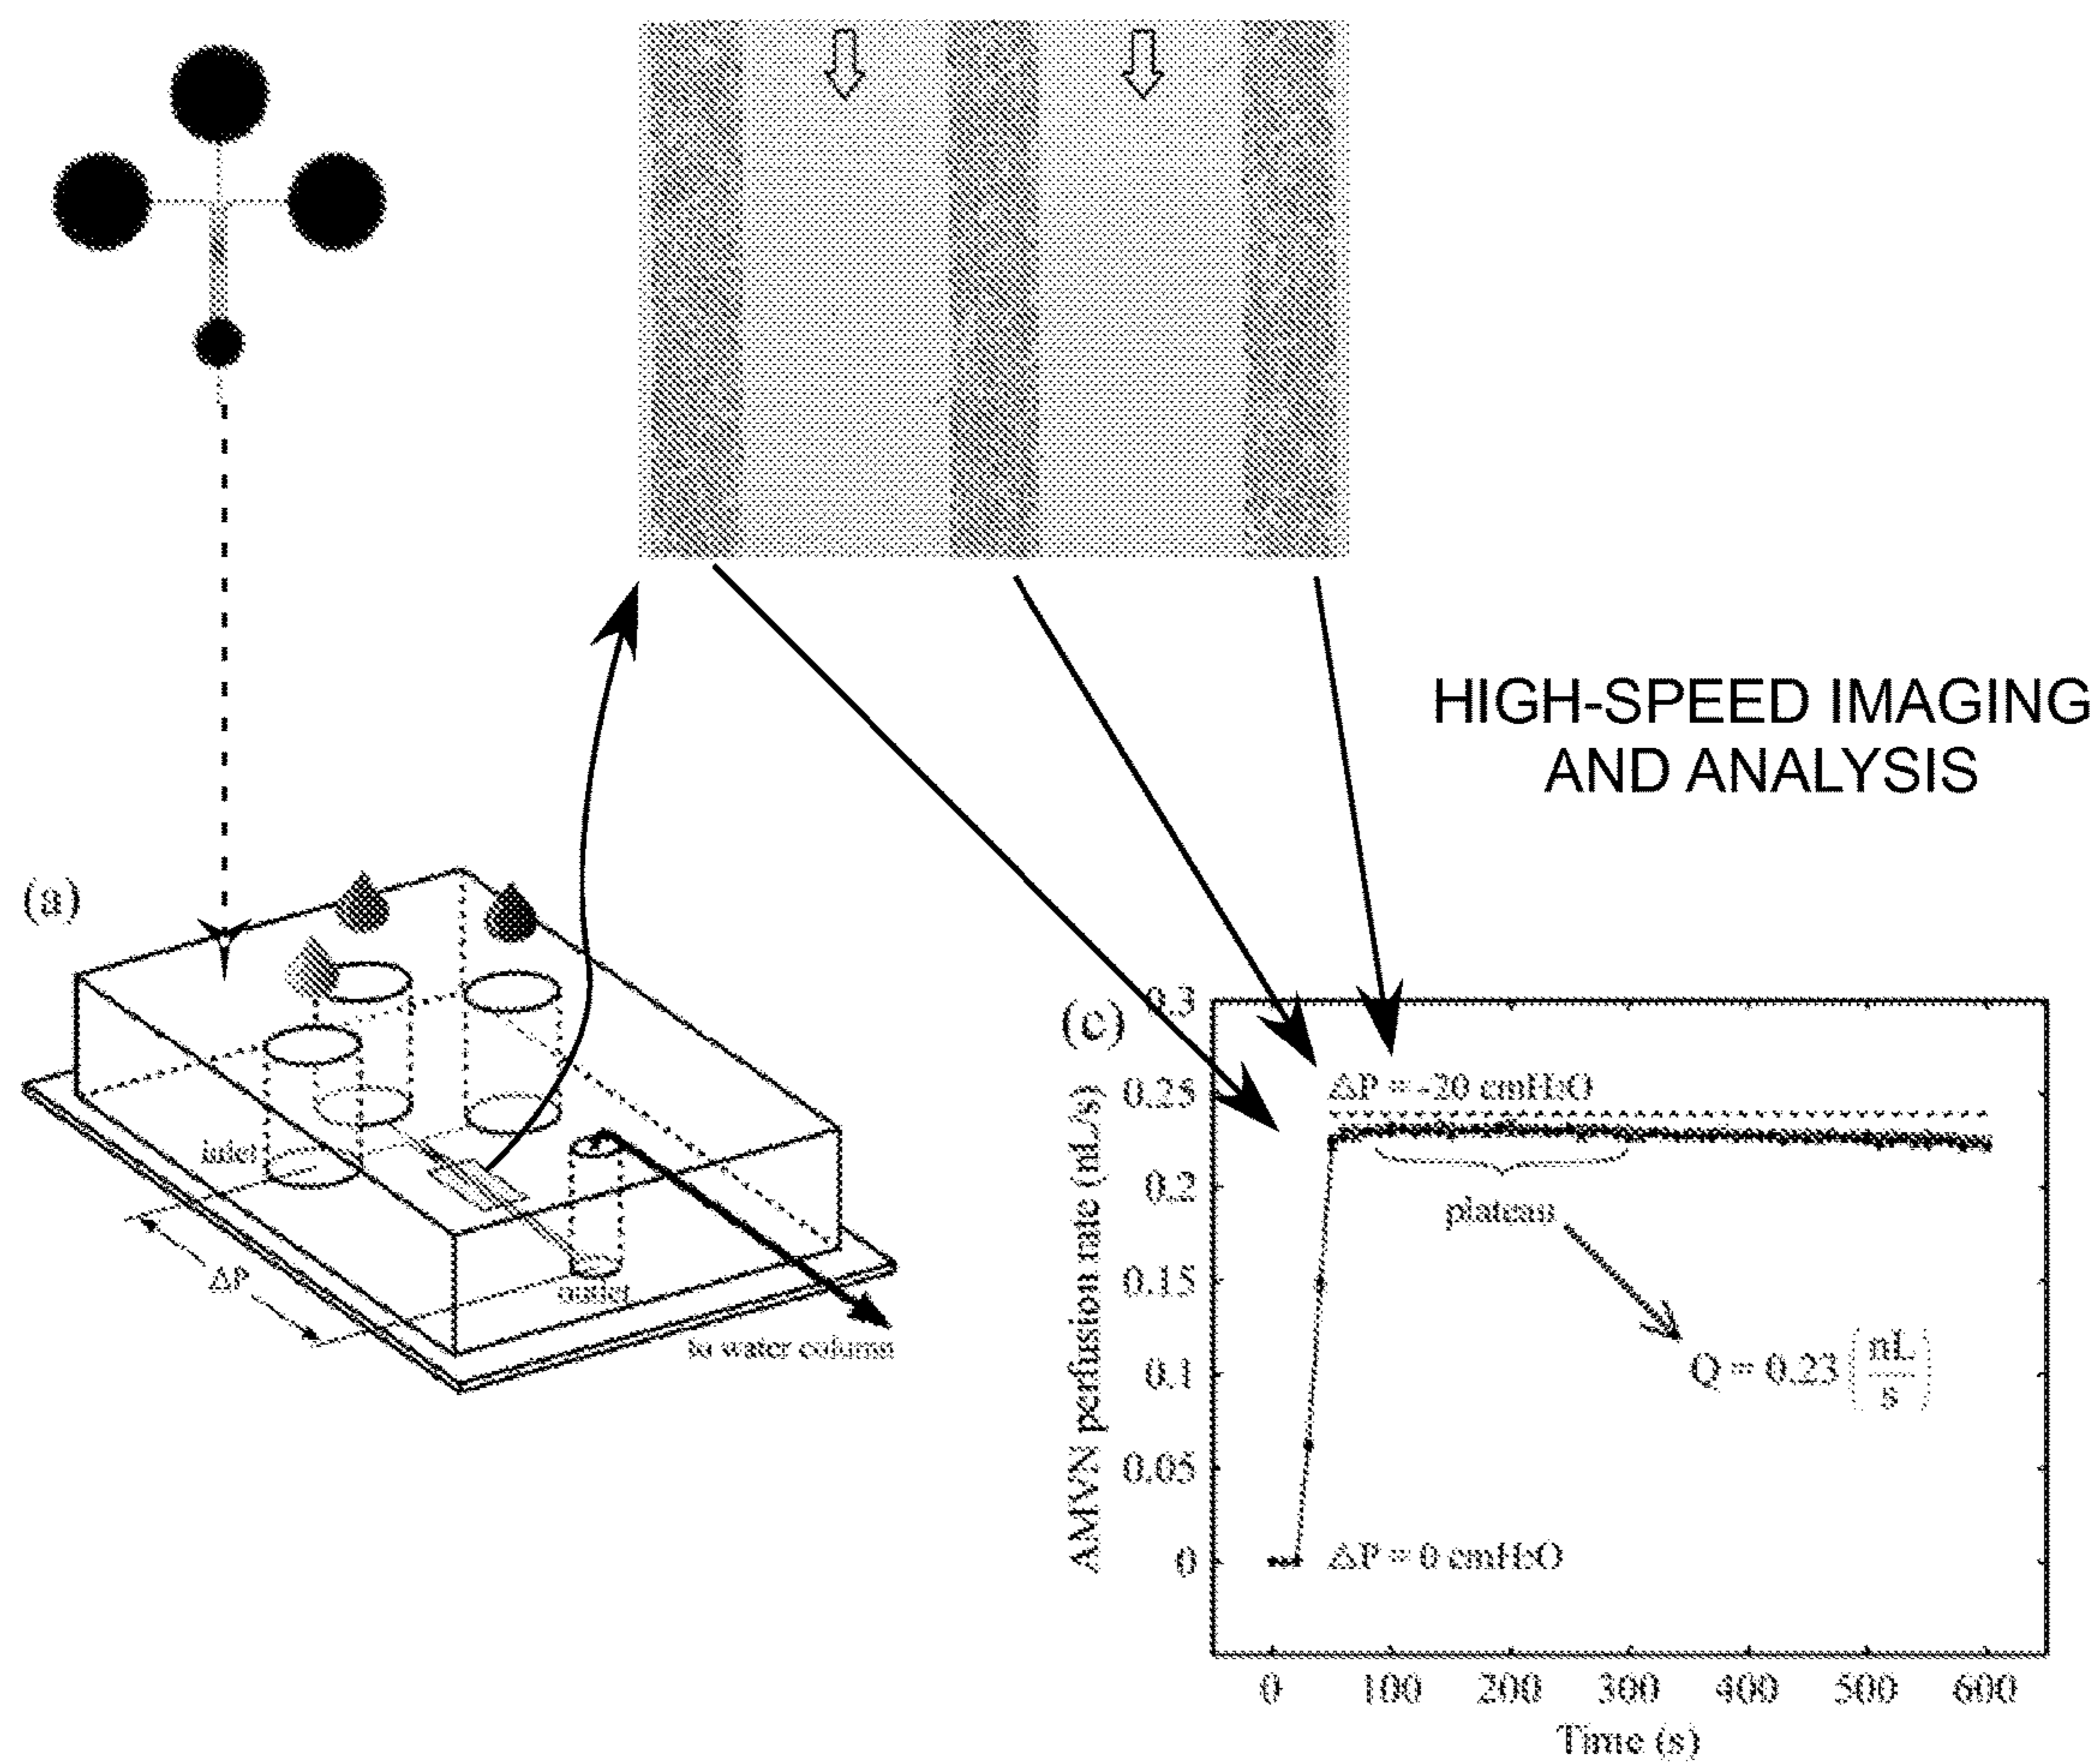 HIGH-SPEED IMAGING
AND ANALYSIS
(a)
inlet
ΔP
outlet
to water column
(c)
AMVN perfusion rate (nL/s)
0.3
0.25
0.2
0.15
0.1
0.05
0
ΔP = -20 cmH₂O
plateau
Q = 0.23 (nL/s)
ΔP = 0 cmH₂O
0 100 200 300 400 500 600
Time (s)